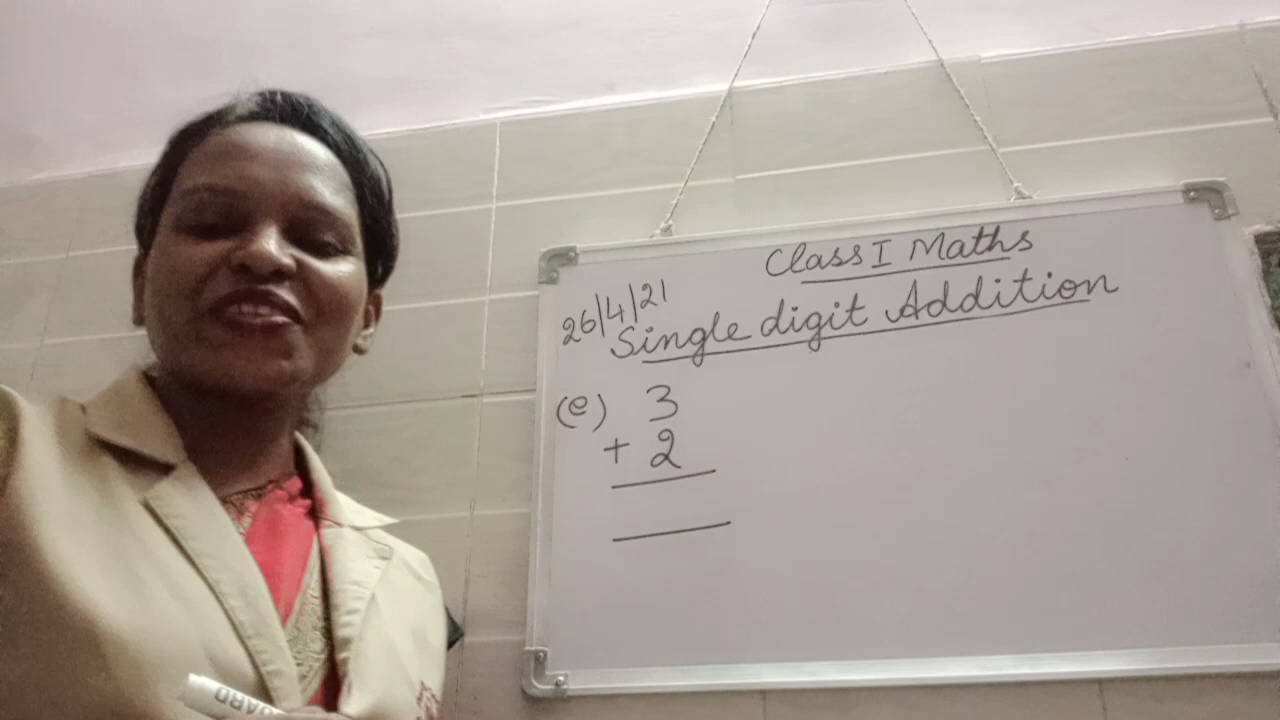 Class I Maths
26/4/21
Single digit Addition
(e) 3
+ 2